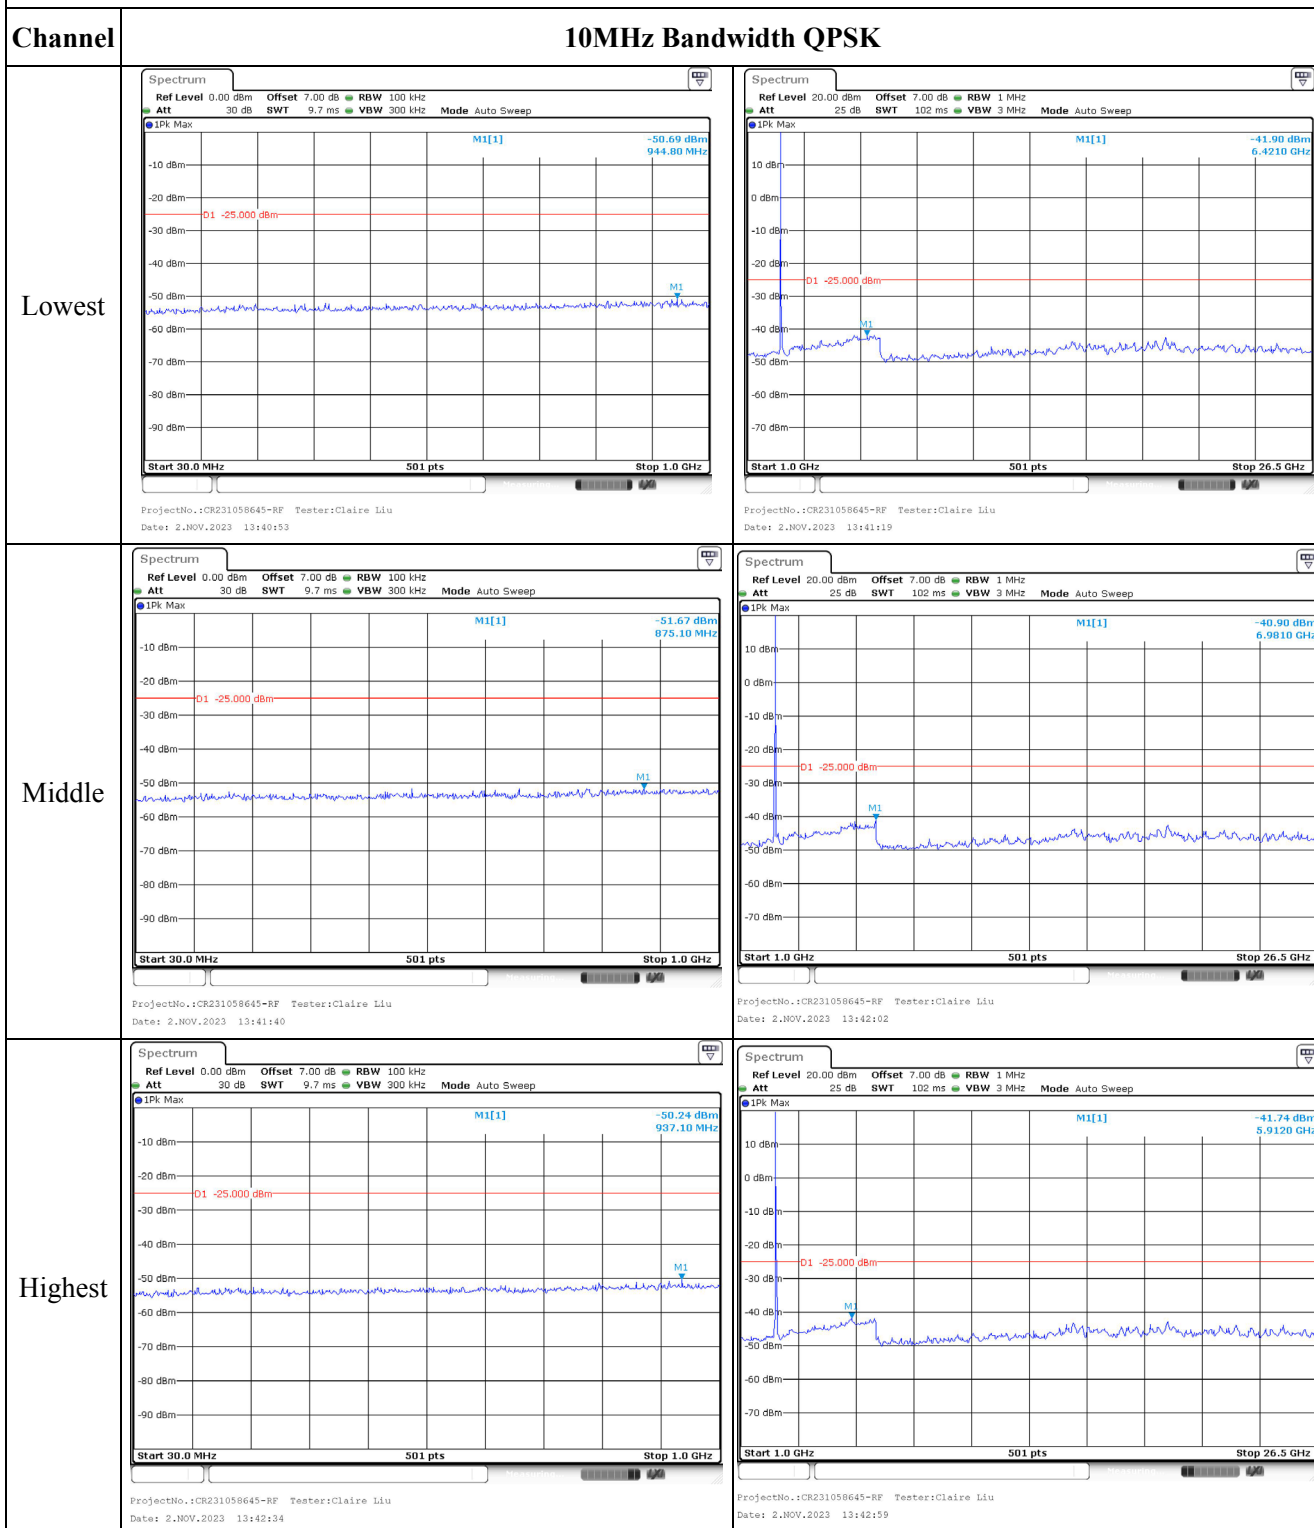 Channel
10MHz Bandwidth QPSK
Lowest
Spectrum
Ref Level 0.00 dBm Offset 7.00 dB RBW 100 kHz
Att 30 dB SWT 9.7 ms VBW 300 kHz Mode Auto Sweep
1Pk Max
M1[1] -50.69 dBm
944.80 MHz
-10 dBm
-20 dBm
D1 -25.000 dBm
-30 dBm
-40 dBm
-50 dBm
M1
-60 dBm
-70 dBm
-80 dBm
-90 dBm
Start 30.0 MHz 501 pts Stop 1.0 GHz
ProjectNo.:CR231058645-RF Tester:Claire Liu
Date: 2.NOV.2023 13:40:53
Spectrum
Ref Level 20.00 dBm Offset 7.00 dB RBW 1 MHz
Att 25 dB SWT 102 ms VBW 3 MHz Mode Auto Sweep
1Pk Max
M1[1] -41.90 dBm
6.4210 GHz
10 dBm
0 dBm
-10 dBm
-20 dBm
D1 -25.000 dBm
-30 dBm
M1
-40 dBm
-50 dBm
-60 dBm
-70 dBm
Start 1.0 GHz 501 pts Stop 26.5 GHz
ProjectNo.:CR231058645-RF Tester:Claire Liu
Date: 2.NOV.2023 13:41:19
Middle
Spectrum
Ref Level 0.00 dBm Offset 7.00 dB RBW 100 kHz
Att 30 dB SWT 9.7 ms VBW 300 kHz Mode Auto Sweep
1Pk Max
M1[1] -51.67 dBm
875.10 MHz
-10 dBm
-20 dBm
D1 -25.000 dBm
-30 dBm
-40 dBm
M1
-50 dBm
-60 dBm
-70 dBm
-80 dBm
-90 dBm
Start 30.0 MHz 501 pts Stop 1.0 GHz
ProjectNo.:CR231058645-RF Tester:Claire Liu
Date: 2.NOV.2023 13:41:40
Spectrum
Ref Level 20.00 dBm Offset 7.00 dB RBW 1 MHz
Att 25 dB SWT 102 ms VBW 3 MHz Mode Auto Sweep
1Pk Max
M1[1] -40.90 dBm
6.9810 GHz
10 dBm
0 dBm
-10 dBm
-20 dBm
D1 -25.000 dBm
-30 dBm
M1
-40 dBm
-50 dBm
-60 dBm
-70 dBm
Start 1.0 GHz 501 pts Stop 26.5 GHz
ProjectNo.:CR231058645-RF Tester:Claire Liu
Date: 2.NOV.2023 13:42:02
Highest
Spectrum
Ref Level 0.00 dBm Offset 7.00 dB RBW 100 kHz
Att 30 dB SWT 9.7 ms VBW 300 kHz Mode Auto Sweep
1Pk Max
M1[1] -50.24 dBm
937.10 MHz
-10 dBm
-20 dBm
D1 -25.000 dBm
-30 dBm
-40 dBm
M1
-50 dBm
-60 dBm
-70 dBm
-80 dBm
-90 dBm
Start 30.0 MHz 501 pts Stop 1.0 GHz
ProjectNo.:CR231058645-RF Tester:Claire Liu
Date: 2.NOV.2023 13:42:34
Spectrum
Ref Level 20.00 dBm Offset 7.00 dB RBW 1 MHz
Att 25 dB SWT 102 ms VBW 3 MHz Mode Auto Sweep
1Pk Max
M1[1] -41.74 dBm
5.9120 GHz
10 dBm
0 dBm
-10 dBm
-20 dBm
D1 -25.000 dBm
-30 dBm
M1
-40 dBm
-50 dBm
-60 dBm
-70 dBm
Start 1.0 GHz 501 pts Stop 26.5 GHz
ProjectNo.:CR231058645-RF Tester:Claire Liu
Date: 2.NOV.2023 13:42:59